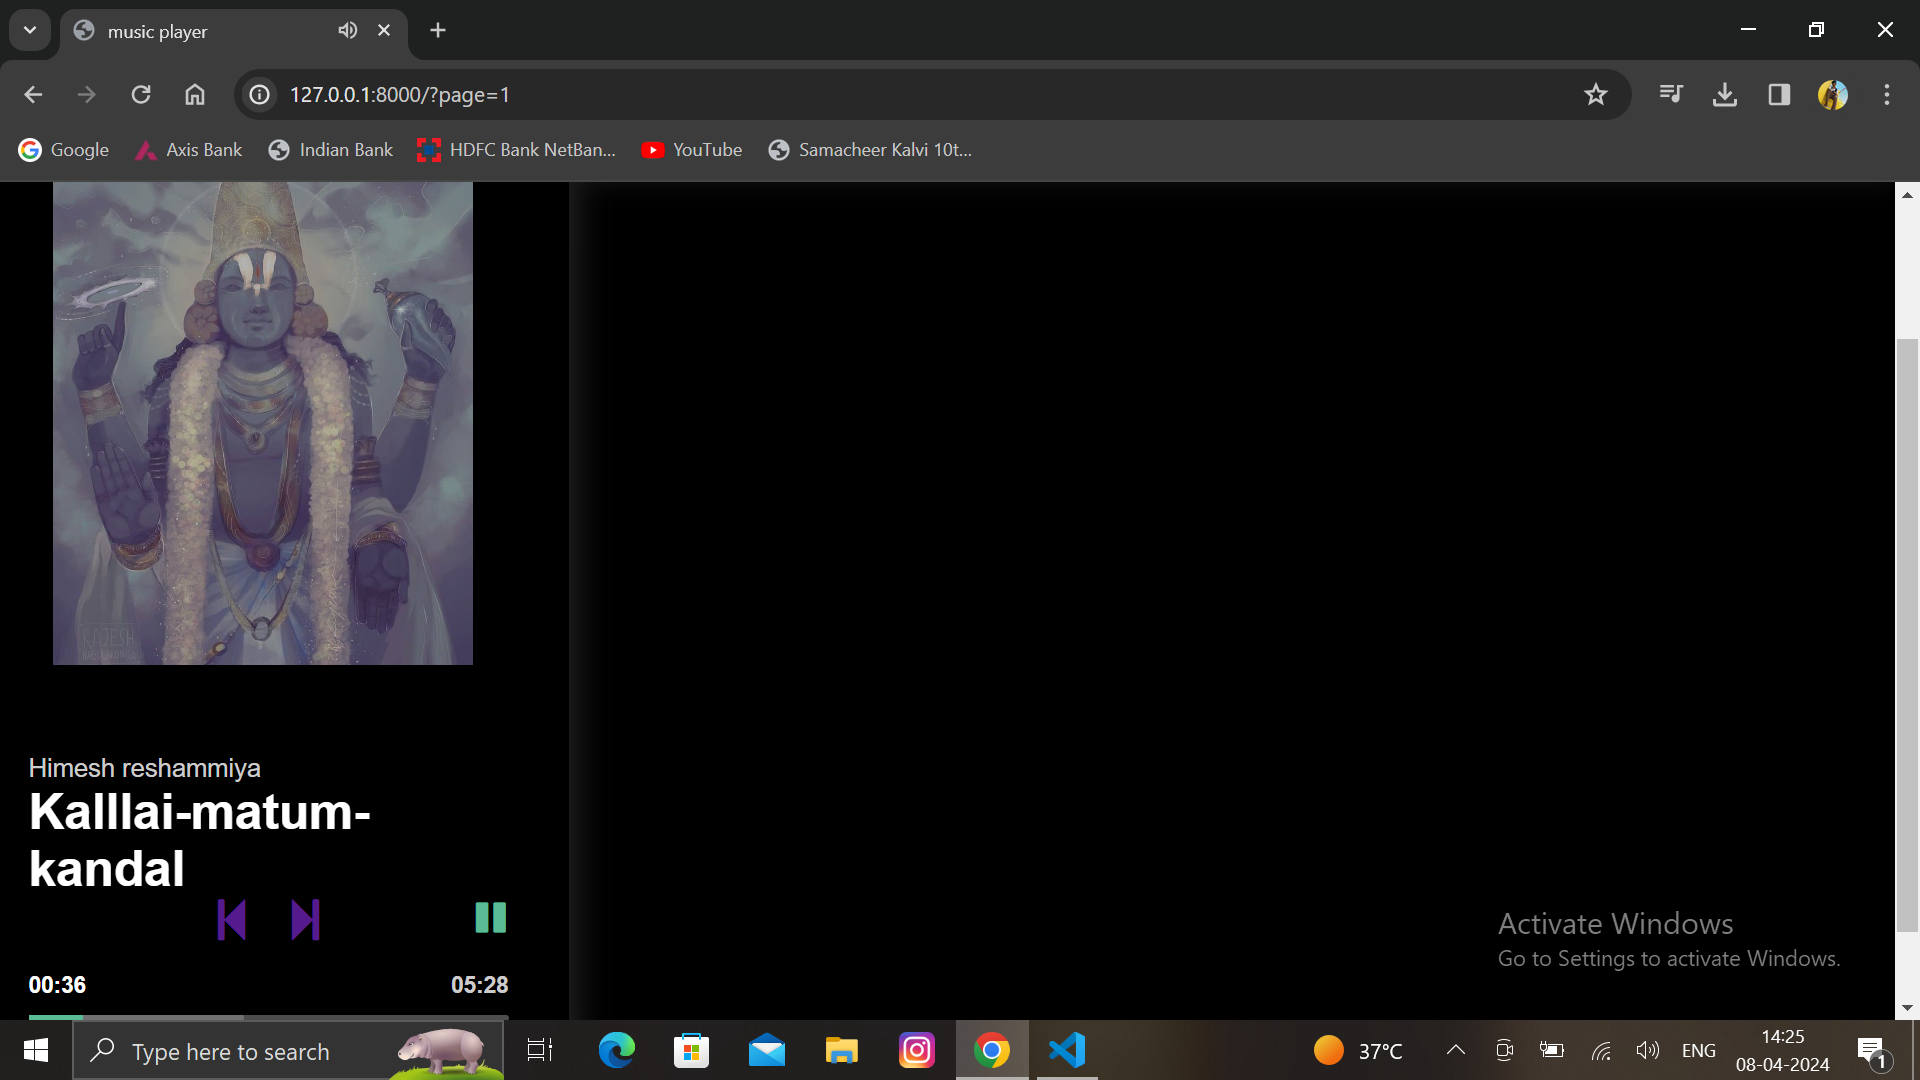 music player
127.0.0.1:8000/?page=1
Google Axis Bank Indian Bank HDFC Bank NetBan... YouTube Samacheer Kalvi 10t...
RAJESH
Himesh reshammiya
Kalllai-matum-
kandal
00:36 05:28
Activate Windows
Go to Settings to activate Windows.
Type here to search
37°C
ENG
14:25
08-04-2024
1